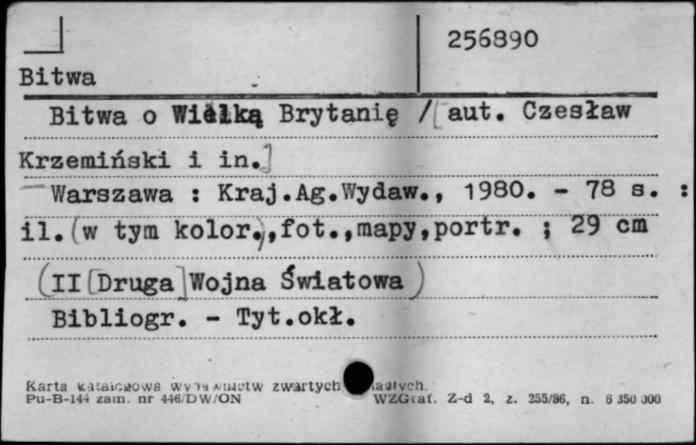 256890
Bitwa
Bitwa o Wielką Brytanię /[aut. Czesław
Krzemiński i in.]
Warszawa : Kraj.Ag.Wydaw., 1980. - 78 s. :
il.(w tym kolor.),fot.,mapy,portr. ; 29 cm
(II [Druga] Wojna Światowa)
Bibliogr. - Tyt.okł.
Karta katalogowa wydawnictw zwartych
Pu-B-144 zam. nr 446/DW/ON WZGraf. Z-d 2, z. 255/86, n. 6 350 000